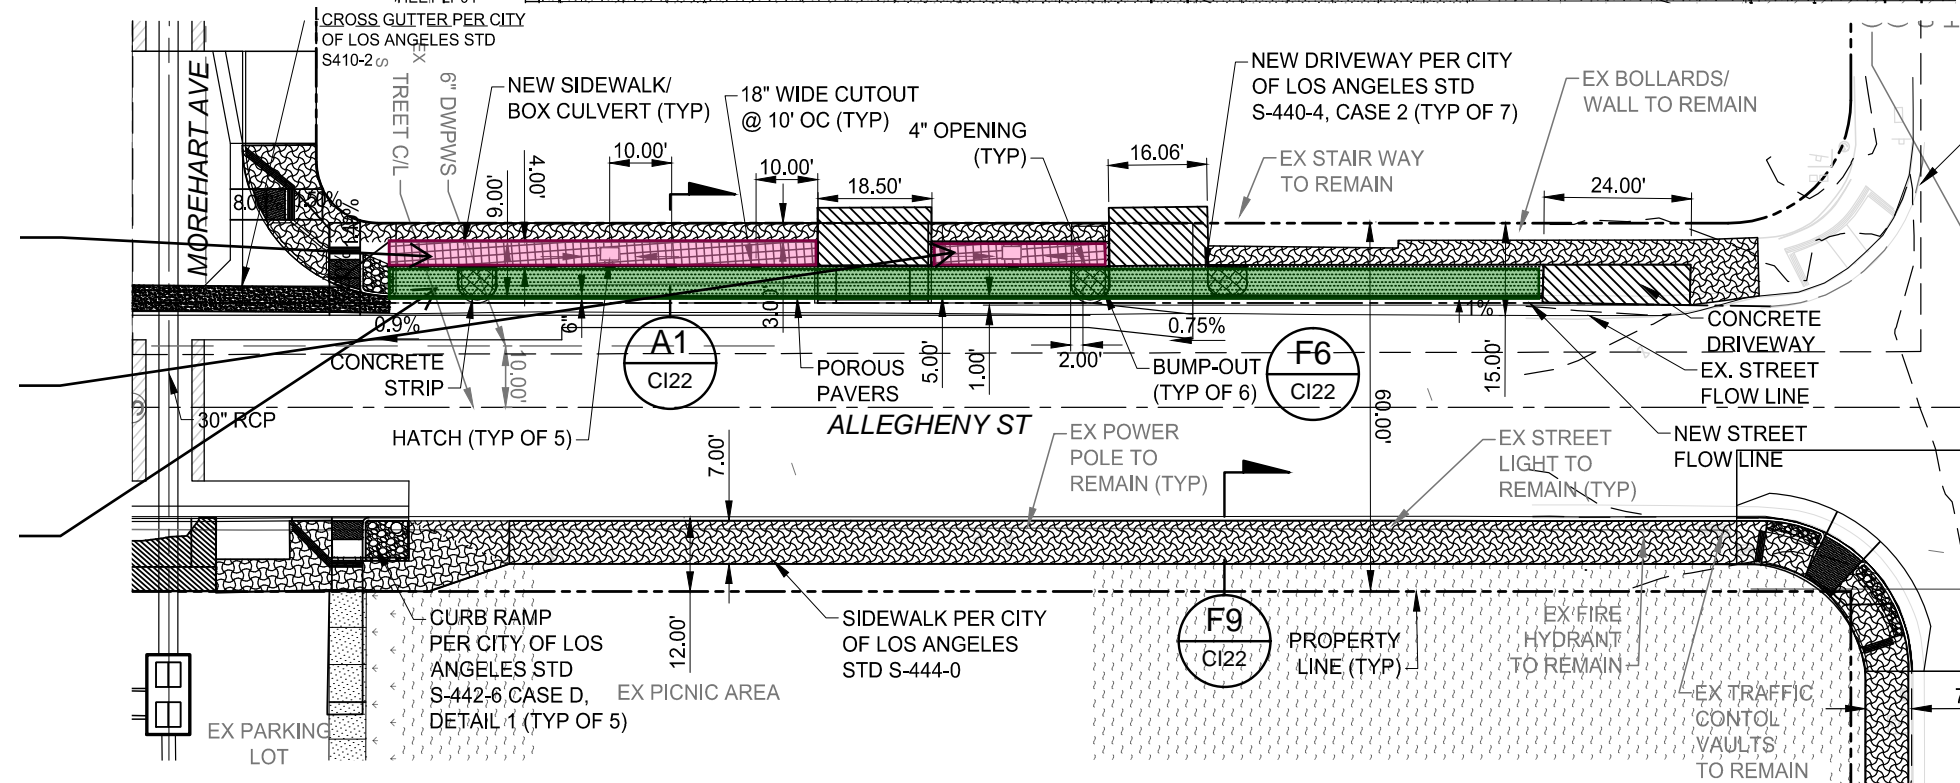 CROSS GUTTER PER CITY
OF LOS ANGELES STD
S410-2
S
EX
TREET C/L
6" DWPWS
MOREHART AVE
NEW SIDEWALK/
BOX CULVERT (TYP)
18" WIDE CUTOUT
@ 10' OC (TYP)
4" OPENING
(TYP)
NEW DRIVEWAY PER CITY
OF LOS ANGELES STD
S-440-4, CASE 2 (TYP OF 7)
EX BOLLARDS/
WALL TO REMAIN
EX STAIR WAY
TO REMAIN
10.00'
10.00'
18.50'
16.06'
24.00'
4.00'
9.00'
3.00'
6"
0.9%
CONCRETE
STRIP
10.00'
A1
CI22
POROUS
PAVERS
5.00'
1.00'
2.00'
0.75%
BUMP-OUT
(TYP OF 6)
F6
CI22
1%
15.00'
60.00'
CONCRETE
DRIVEWAY
EX. STREET
FLOW LINE
30" RCP
HATCH (TYP OF 5)
ALLEGHENY ST
NEW STREET
FLOW LINE
7.00'
EX POWER
POLE TO
REMAIN (TYP)
EX STREET
LIGHT TO
REMAIN (TYP)
12.00'
CURB RAMP
PER CITY OF LOS
ANGELES STD
S-442-6 CASE D,
DETAIL 1 (TYP OF 5)
EX PICNIC AREA
SIDEWALK PER CITY
OF LOS ANGELES
STD S-444-0
F9
CI22
PROPERTY
LINE (TYP)
EX FIRE
HYDRANT
TO REMAIN
EX TRAFFIC
CONTOL
VAULTS
TO REMAIN
EX PARKING
LOT